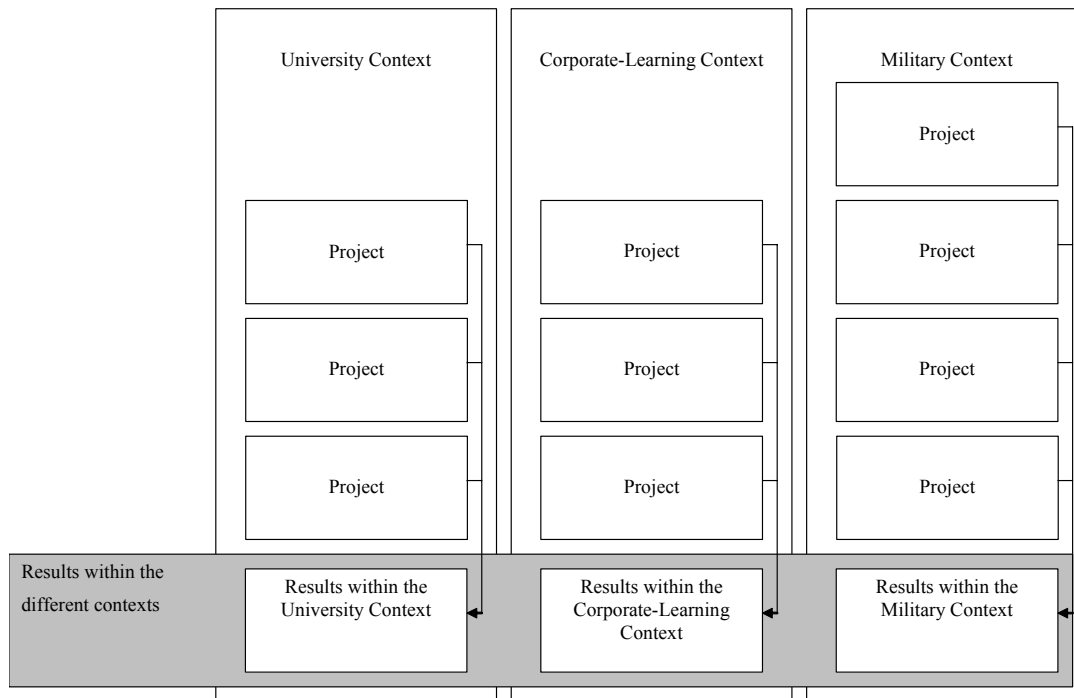 University Context
Corporate-Learning Context
Military Context
Project
Project
Project
Project
Project
Project
Project
Project
Project
Project
Results within the
different contexts
Results within the
University Context
Results within the
Corporate-Learning
Context
Results within the
Military Context